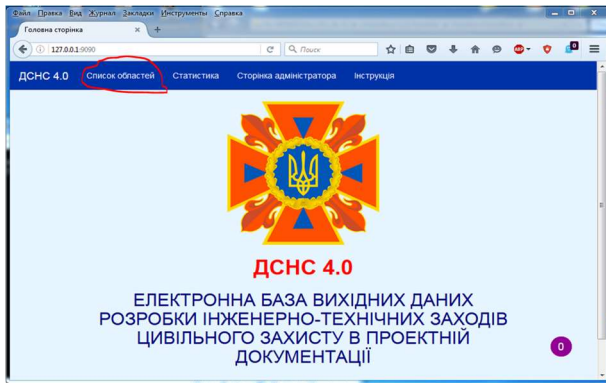 Файл Правка Вид Журнал Закладки Инструменты Справка
Головна сторінка
127.0.0.1:9090
Поиск
ABP
0
ДСНС 4.0 Список областей Статистика Сторінка адміністратора Інструкція
ДСНС 4.0
ЕЛЕКТРОННА БАЗА ВИХІДНИХ ДАНИХ
РОЗРОБКИ ІНЖЕНЕРНО-ТЕХНІЧНИХ ЗАХОДІВ
ЦИВІЛЬНОГО ЗАХИСТУ В ПРОЕКТНІЙ
ДОКУМЕНТАЦІЇ
0